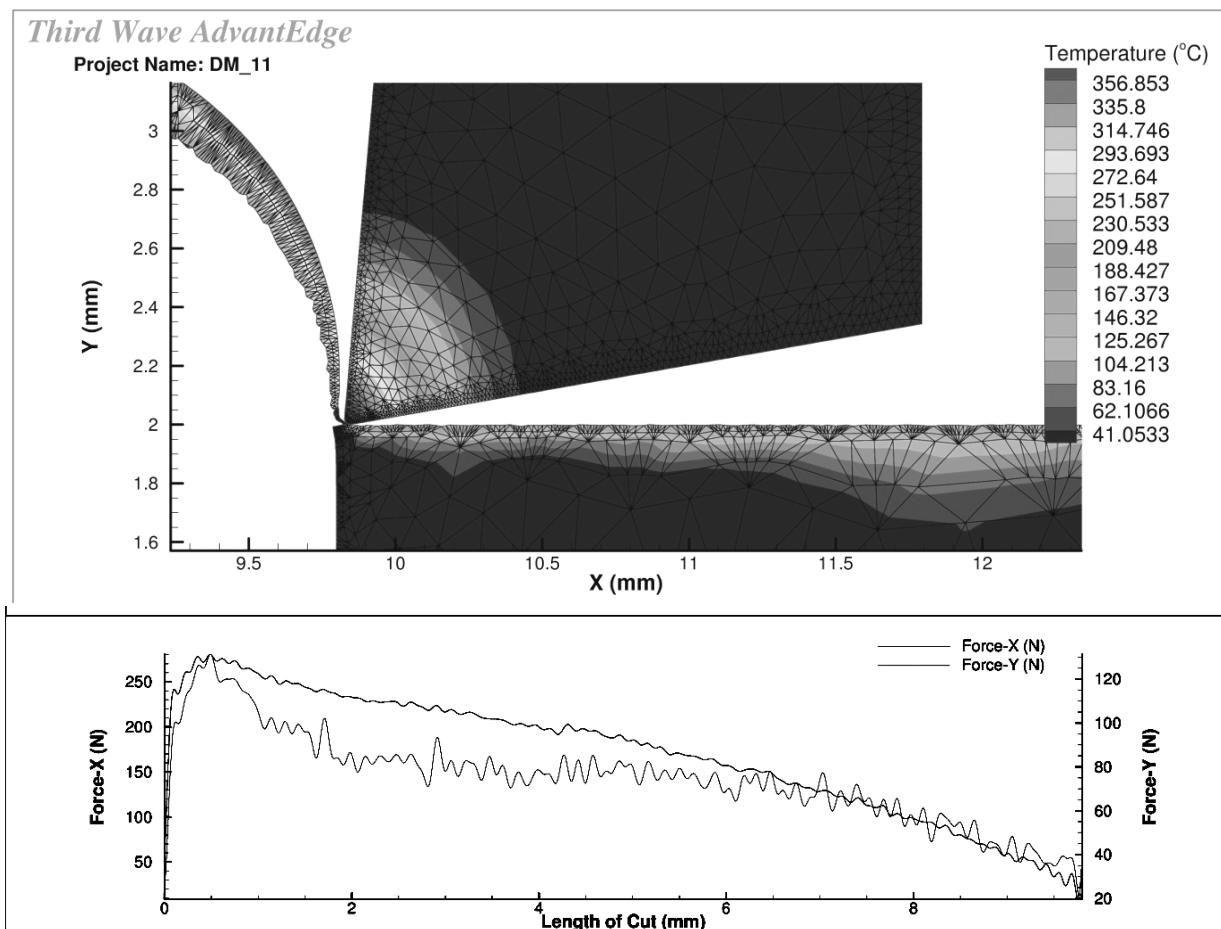 Third Wave AdvantEdge
Project Name: DM_11
Temperature (°C)
356.853
335.8
314.746
293.693
272.64
251.587
230.533
209.48
188.427
167.373
146.32
125.267
104.213
83.16
62.1066
41.0533
Y (mm)
3
2.8
2.6
2.4
2.2
2
1.8
1.6
9.5 10 10.5 11 11.5 12
X (mm)
Force-X (N)
Force-Y (N)
Force-X (N)
250
200
150
100
50
Force-Y (N)
120
100
80
60
40
20
0 2 4 6 8
Length of Cut (mm)